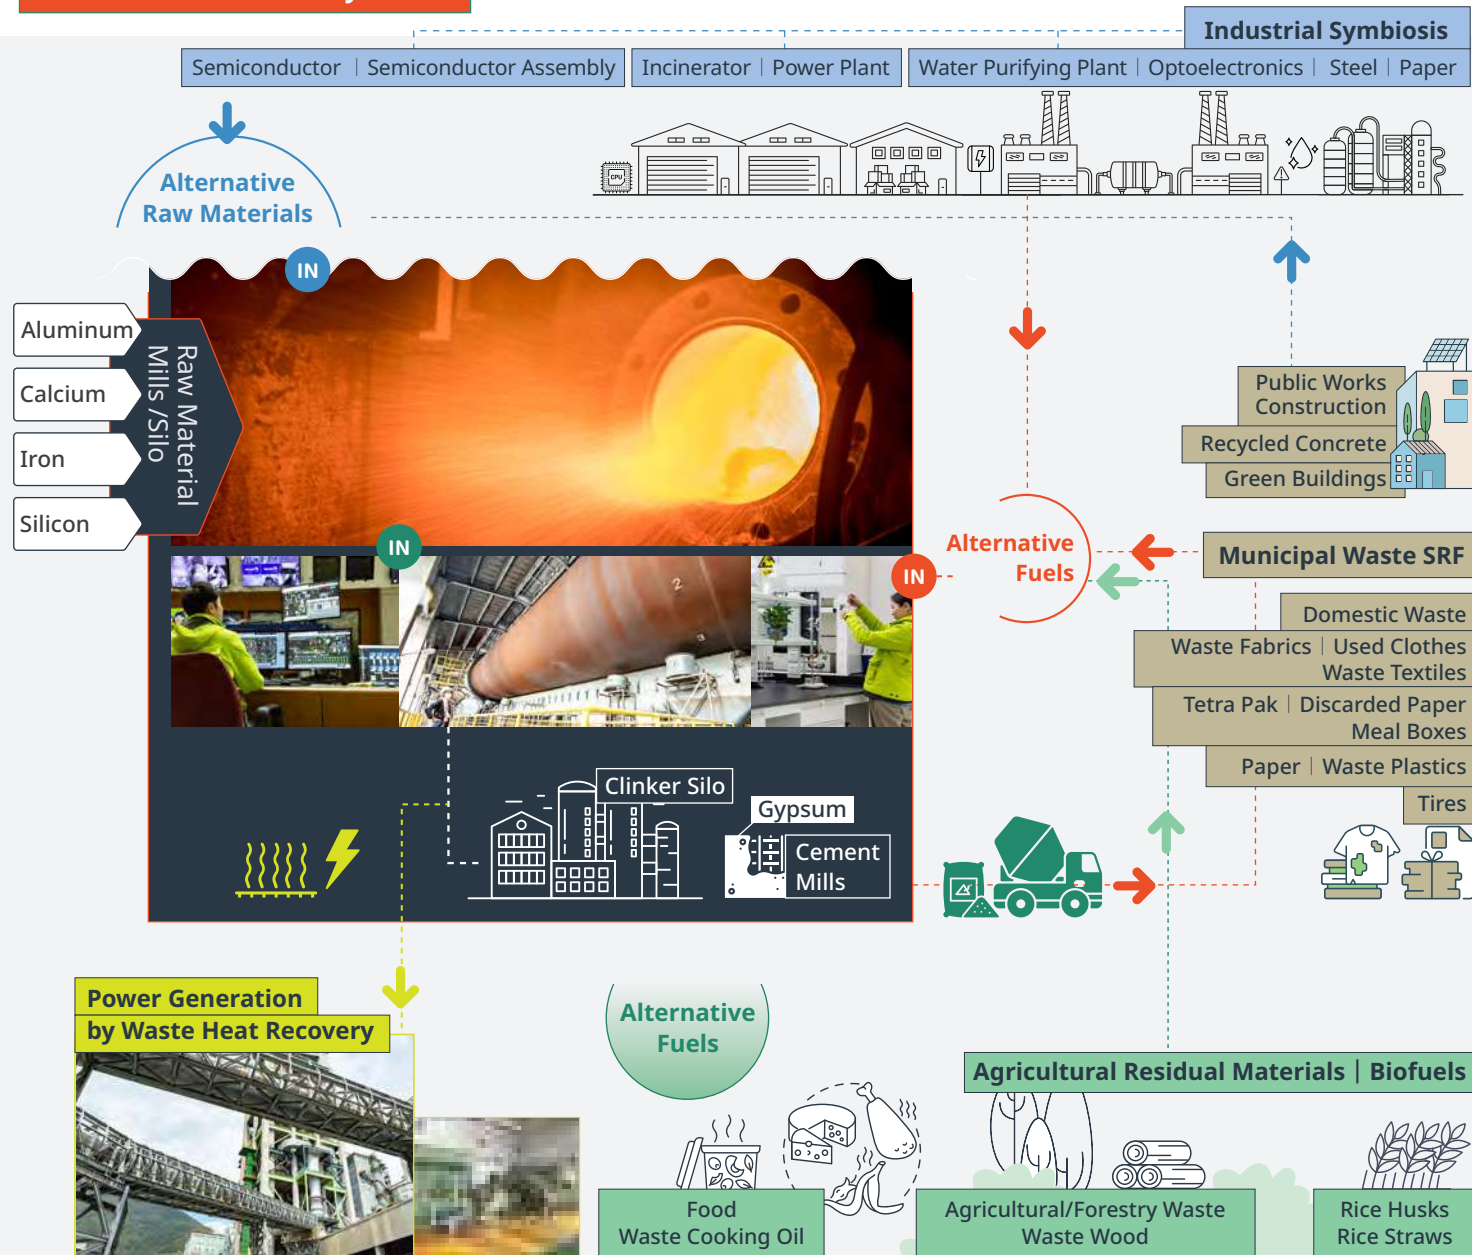 Industrial Symbiosis
Semiconductor | Semiconductor Assembly
Incinerator | Power Plant
Water Purifying Plant | Optoelectronics | Steel | Paper
CPU
Alternative
Raw Materials
IN
Aluminum
Calcium
Iron
Silicon
Raw Material
Mills /Silo
Public Works
Construction
Recycled Concrete
Green Buildings
IN
IN
2
Alternative
Fuels
Municipal Waste SRF
Domestic Waste
Waste Fabrics | Used Clothes
Waste Textiles
Tetra Pak | Discarded Paper
Meal Boxes
Paper | Waste Plastics
Tires
Clinker Silo
Gypsum
Cement
Mills
Power Generation
by Waste Heat Recovery
Alternative
Fuels
Agricultural Residual Materials | Biofuels
Food
Waste Cooking Oil
Agricultural/Forestry Waste
Waste Wood
Rice Husks
Rice Straws